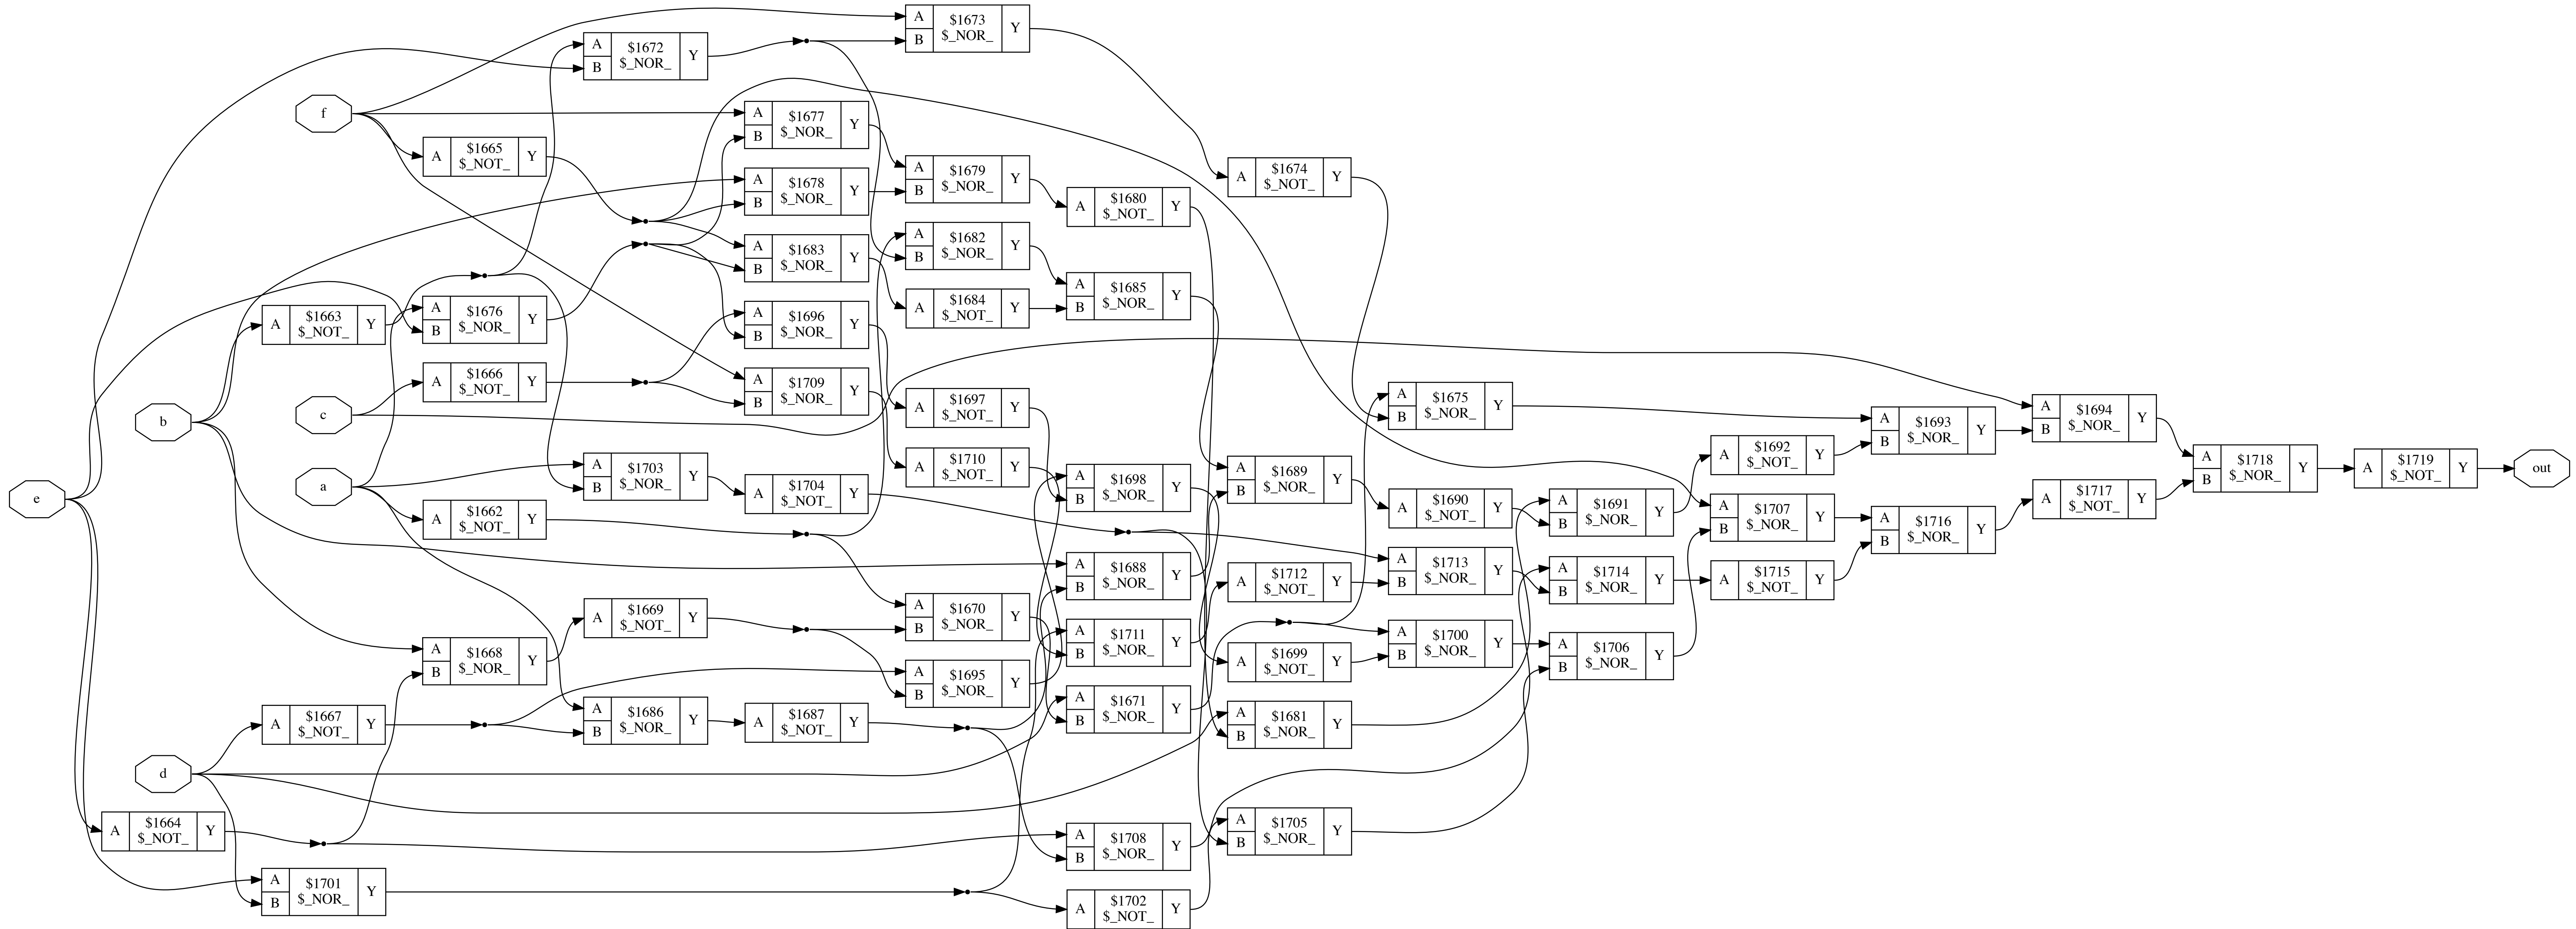 A
B
$1673
$_NOR_
Y
A
B
$1672
$_NOR_
Y
f
A
B
$1677
$_NOR_
Y
A
$1665
$_NOT_
Y
A
B
$1679
$_NOR_
Y
A
$1674
$_NOT_
Y
A
B
$1678
$_NOR_
Y
A
$1680
$_NOT_
Y
A
B
$1682
$_NOR_
Y
A
B
$1683
$_NOR_
Y
A
B
$1685
$_NOR_
Y
A
$1684
$_NOT_
Y
A
$1663
$_NOT_
Y
A
B
$1676
$_NOR_
Y
A
B
$1696
$_NOR_
Y
A
$1666
$_NOT_
Y
A
B
$1709
$_NOR_
Y
A
B
$1675
$_NOR_
Y
A
$1697
$_NOT_
Y
c
b
A
B
$1694
$_NOR_
Y
A
B
$1693
$_NOR_
Y
A
$1692
$_NOT_
Y
A
$1710
$_NOT_
Y
A
B
$1718
$_NOR_
Y
A
$1719
$_NOT_
Y
out
A
B
$1703
$_NOR_
Y
A
$1704
$_NOT_
Y
A
B
$1698
$_NOR_
Y
A
B
$1689
$_NOR_
Y
a
e
A
$1690
$_NOT_
Y
A
B
$1691
$_NOR_
Y
A
B
$1707
$_NOR_
Y
A
$1717
$_NOT_
Y
A
B
$1716
$_NOR_
Y
A
$1662
$_NOT_
Y
A
B
$1688
$_NOR_
Y
A
$1712
$_NOT_
Y
A
B
$1713
$_NOR_
Y
A
B
$1714
$_NOR_
Y
A
$1715
$_NOT_
Y
A
$1669
$_NOT_
Y
A
B
$1670
$_NOR_
Y
A
B
$1711
$_NOR_
Y
A
B
$1700
$_NOR_
Y
A
B
$1706
$_NOR_
Y
A
B
$1668
$_NOR_
Y
A
$1699
$_NOT_
Y
A
B
$1695
$_NOR_
Y
A
B
$1671
$_NOR_
Y
A
$1667
$_NOT_
Y
A
B
$1686
$_NOR_
Y
A
$1687
$_NOT_
Y
A
B
$1681
$_NOR_
Y
d
A
$1664
$_NOT_
Y
A
B
$1708
$_NOR_
Y
A
B
$1705
$_NOR_
Y
A
B
$1701
$_NOR_
Y
A
$1702
$_NOT_
Y